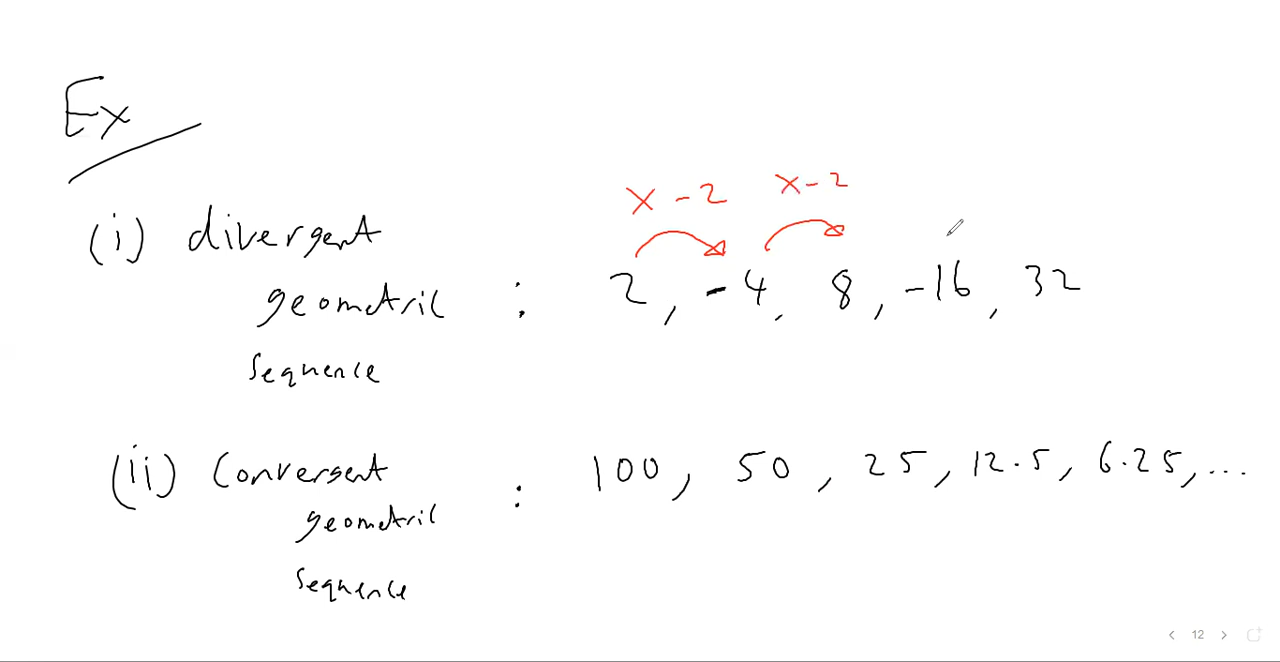 Ex
x -2 x-2
(i) divergent
geometric : 2, -4, 8, -16, 32
sequence
(ii) Convergent : 100, 50, 25, 12.5, 6.25, ...
geometric
sequence
12